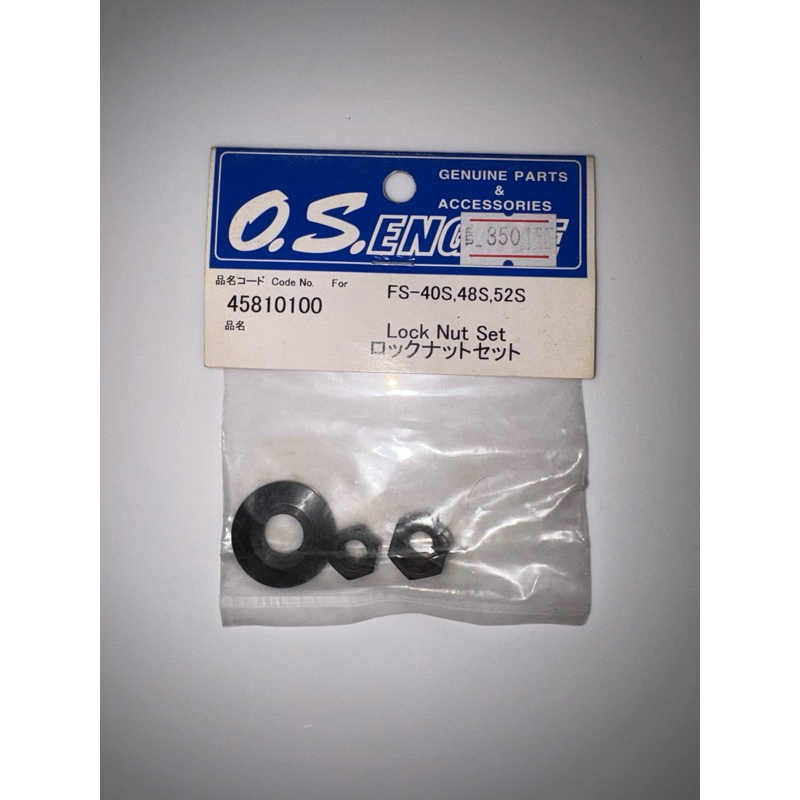 GENUINE PARTS
&
ACCESSORIES
O.S.ENG E
350
品名コード Code No. For
45810100
FS-40S,48S,52S
品名
Lock Nut Set
ロックナットセット